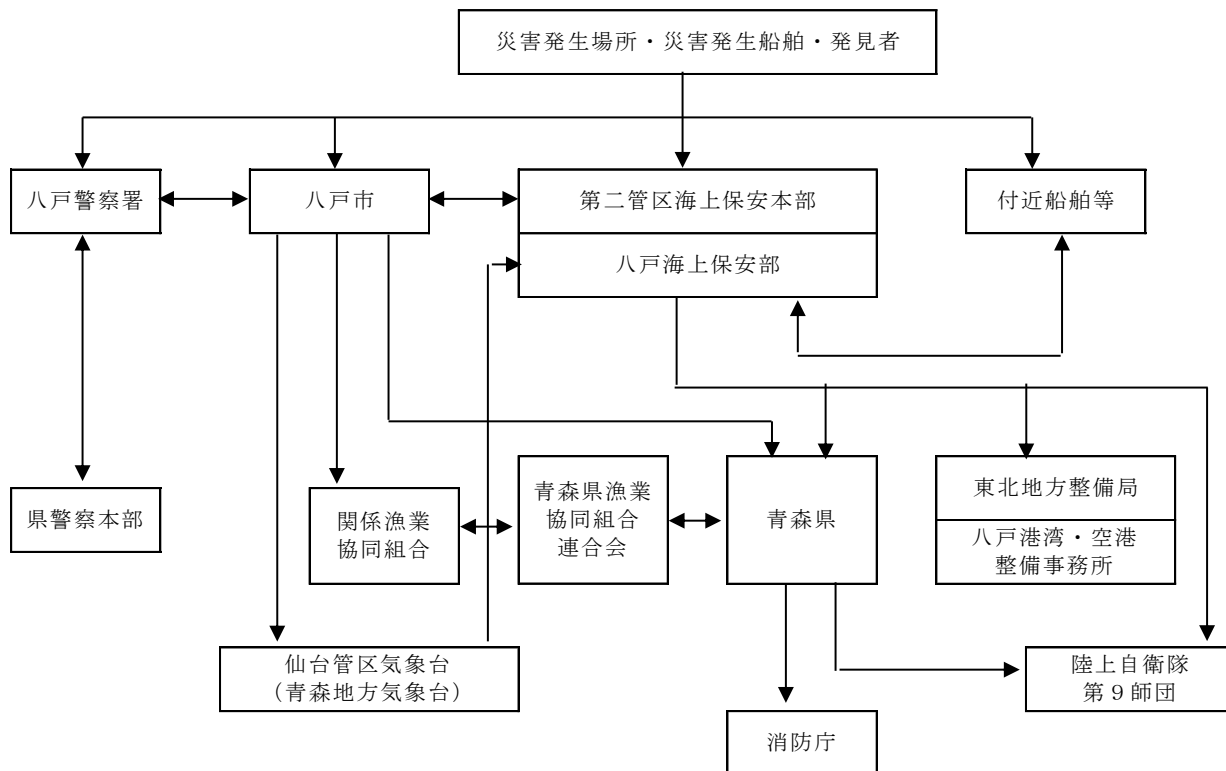 災害発生場所・災害発生船舶・発見者
八戸警察署
八戸市
第二管区海上保安本部
八戸海上保安部
付近船舶等
県警察本部
関係漁業
協同組合
青森県漁業
協同組合
連合会
青森県
東北地方整備局
八戸港湾・空港
整備事務所
仙台管区気象台
(青森地方気象台)
陸上自衛隊
第9師団
消防庁